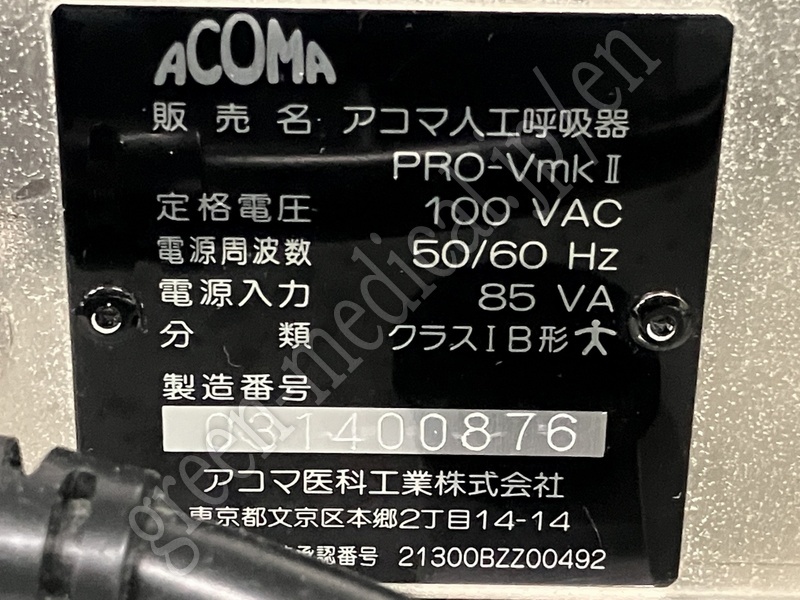 ACOMA
販売名 アコマ人工呼吸器
PRO-VmkⅡ
定格電圧 100 VAC
電源周波数 50/60 Hz
電源入力 85 VA
分類 クラスⅠB形
製造番号
031400876
アコマ医科工業株式会社
東京都文京区本郷2丁目14-14
承認番号 21300BZZ00492
green-medical.jp/en